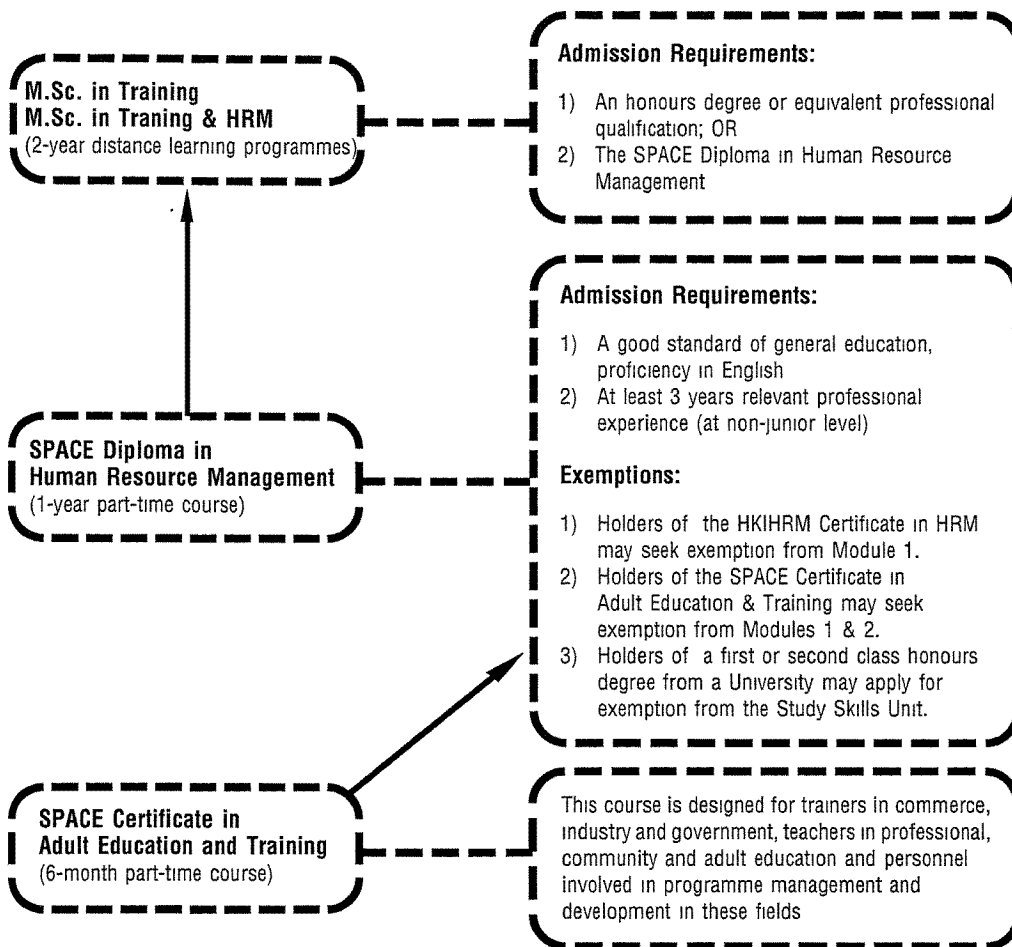 M.Sc. in Training
M.Sc. in Traning & HRM
(2-year distance learning programmes)
Admission Requirements:
1) An honours degree or equivalent professional
qualification; OR
2) The SPACE Diploma in Human Resource
Management
SPACE Diploma in
Human Resource Management
(1-year part-time course)
Admission Requirements:
1) A good standard of general education,
proficiency in English
2) At least 3 years relevant professional
experience (at non-junior level)
Exemptions:
1) Holders of the HKIHRM Certificate in HRM
may seek exemption from Module 1.
2) Holders of the SPACE Certificate in
Adult Education & Training may seek
exemption from Modules 1 & 2.
3) Holders of a first or second class honours
degree from a University may apply for
exemption from the Study Skills Unit.
SPACE Certificate in
Adult Education and Training
(6-month part-time course)
This course is designed for trainers in commerce,
industry and government, teachers in professional,
community and adult education and personnel
involved in programme management and
development in these fields